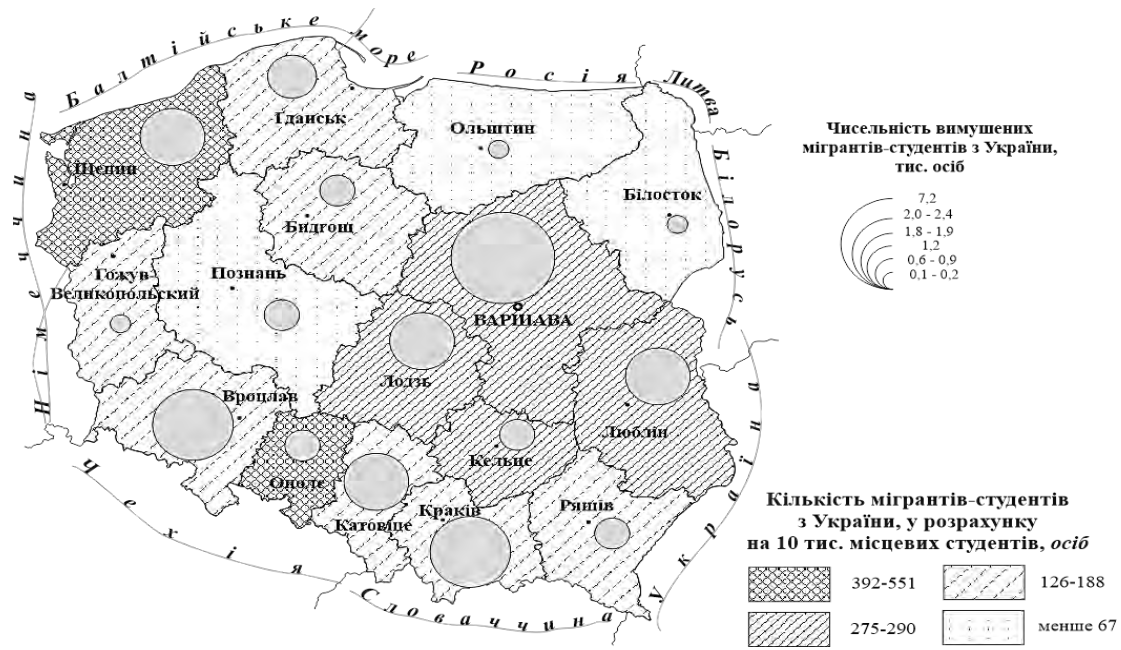 Балтійське море
Росія
Литва
Білорусь
Україна
Словаччина
Чехія
Німеччина
Гданськ
Ольштин
Щецин
Білосток
Бидгощ
Гожув-
Великопольский
Познань
ВАРШАВА
Лодзь
Вроцлав
Люблін
Кельце
Ополє
Катовіце
Краків
Ряшів
Чисельність вимушених
мігрантів-студентів з України,
тис. осіб
7,2
2,0 - 2,4
1,8 - 1,9
1,2
0,6 - 0,9
0,1 - 0,2
Кількість мігрантів-студентів
з України, у розрахунку
на 10 тис. місцевих студентів, осіб
392-551
126-188
275-290
менше 67